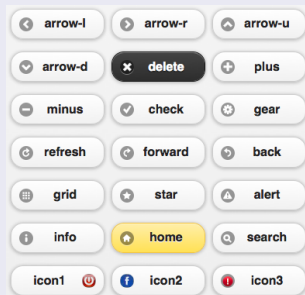 arrow-l arrow-r arrow-u
arrow-d delete plus
minus check gear
refresh forward back
grid star alert
info home search
icon1 icon2 icon3